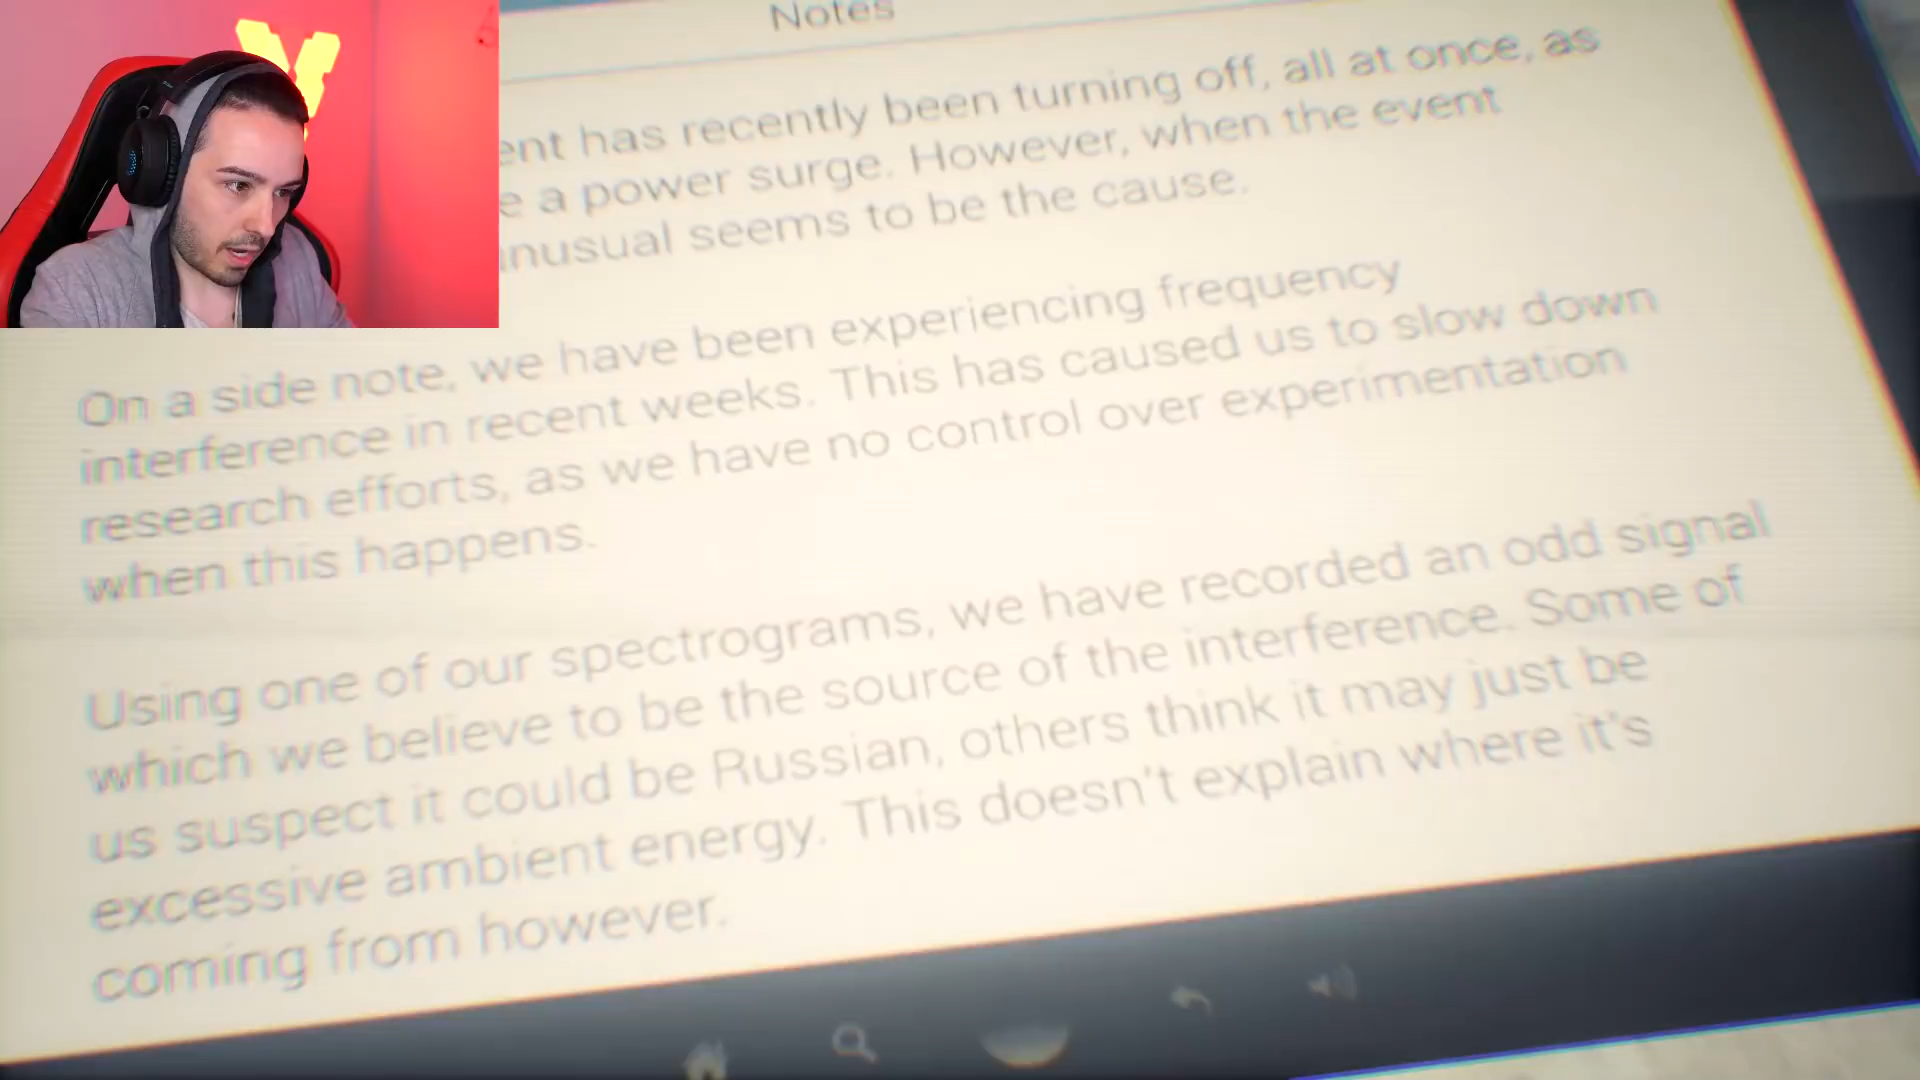 Notes
ent has recently been turning off, all at once, as
e a power surge. However, when the event
unusual seems to be the cause.
On a side note, we have been experiencing frequency
interference in recent weeks. This has caused us to slow down
research efforts, as we have no control over experimentation
when this happens.
Using one of our spectrograms, we have recorded an odd signal
which we believe to be the source of the interference. Some of
us suspect it could be Russian, others think it may just be
excessive ambient energy. This doesn't explain where it's
coming from however.